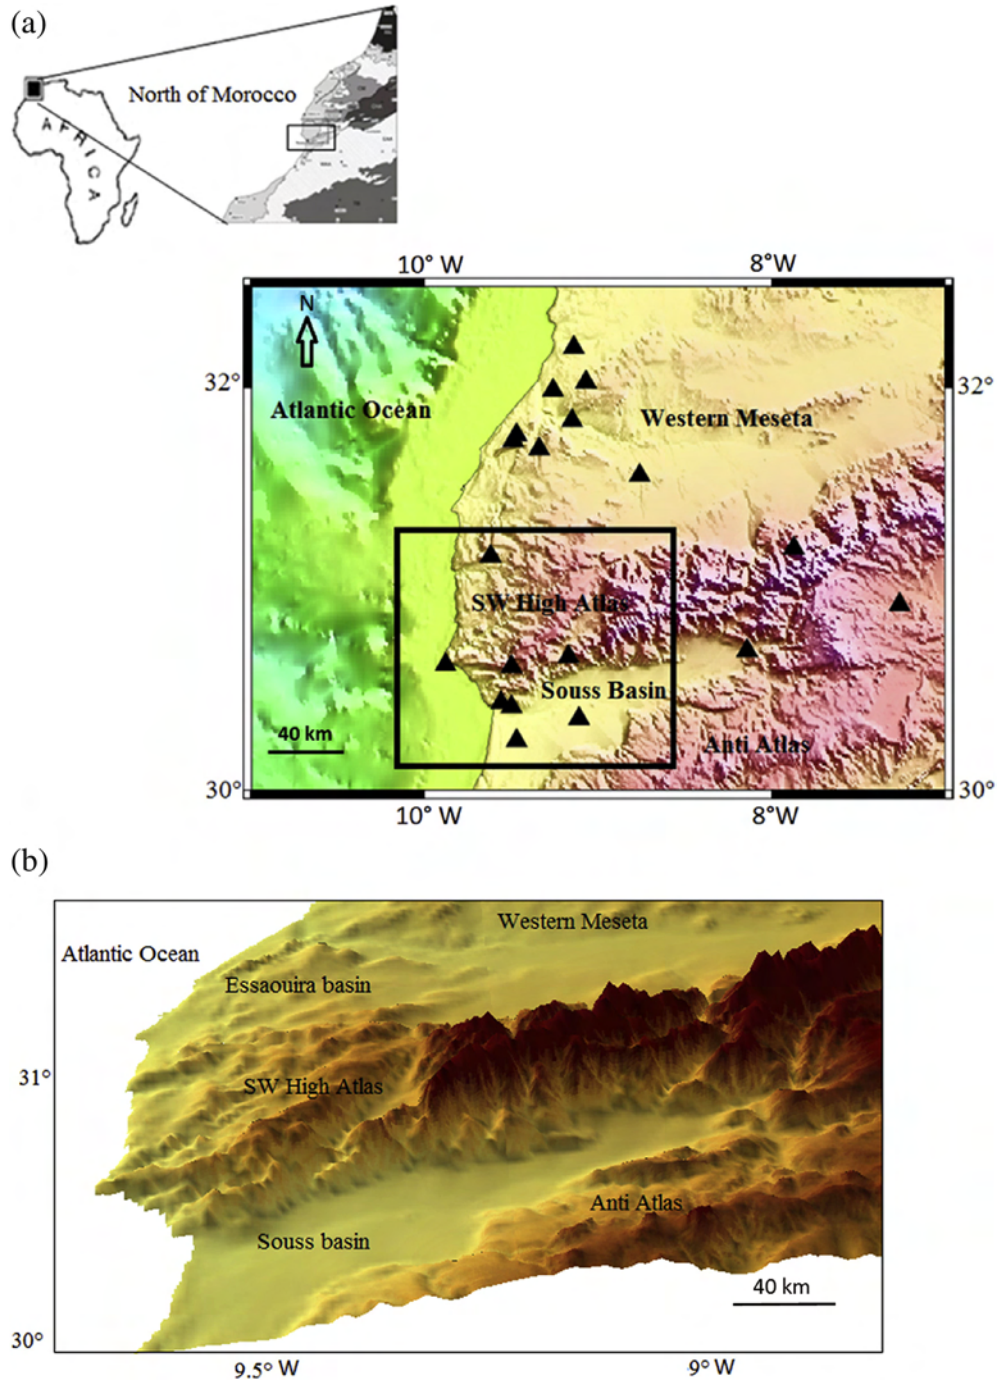 (a)
North of Morocco
AFRICA
10° W
8°W
N
32°
32°
Atlantic Ocean
Western Meseta
SW High Atlas
Souss Basin
40 km
Anti Atlas
30°
30°
10° W
8° W
(b)
Western Meseta
Atlantic Ocean
Essaouira basin
31°
SW High Atlas
Anti Atlas
Souss basin
40 km
30°
9.5° W
9° W